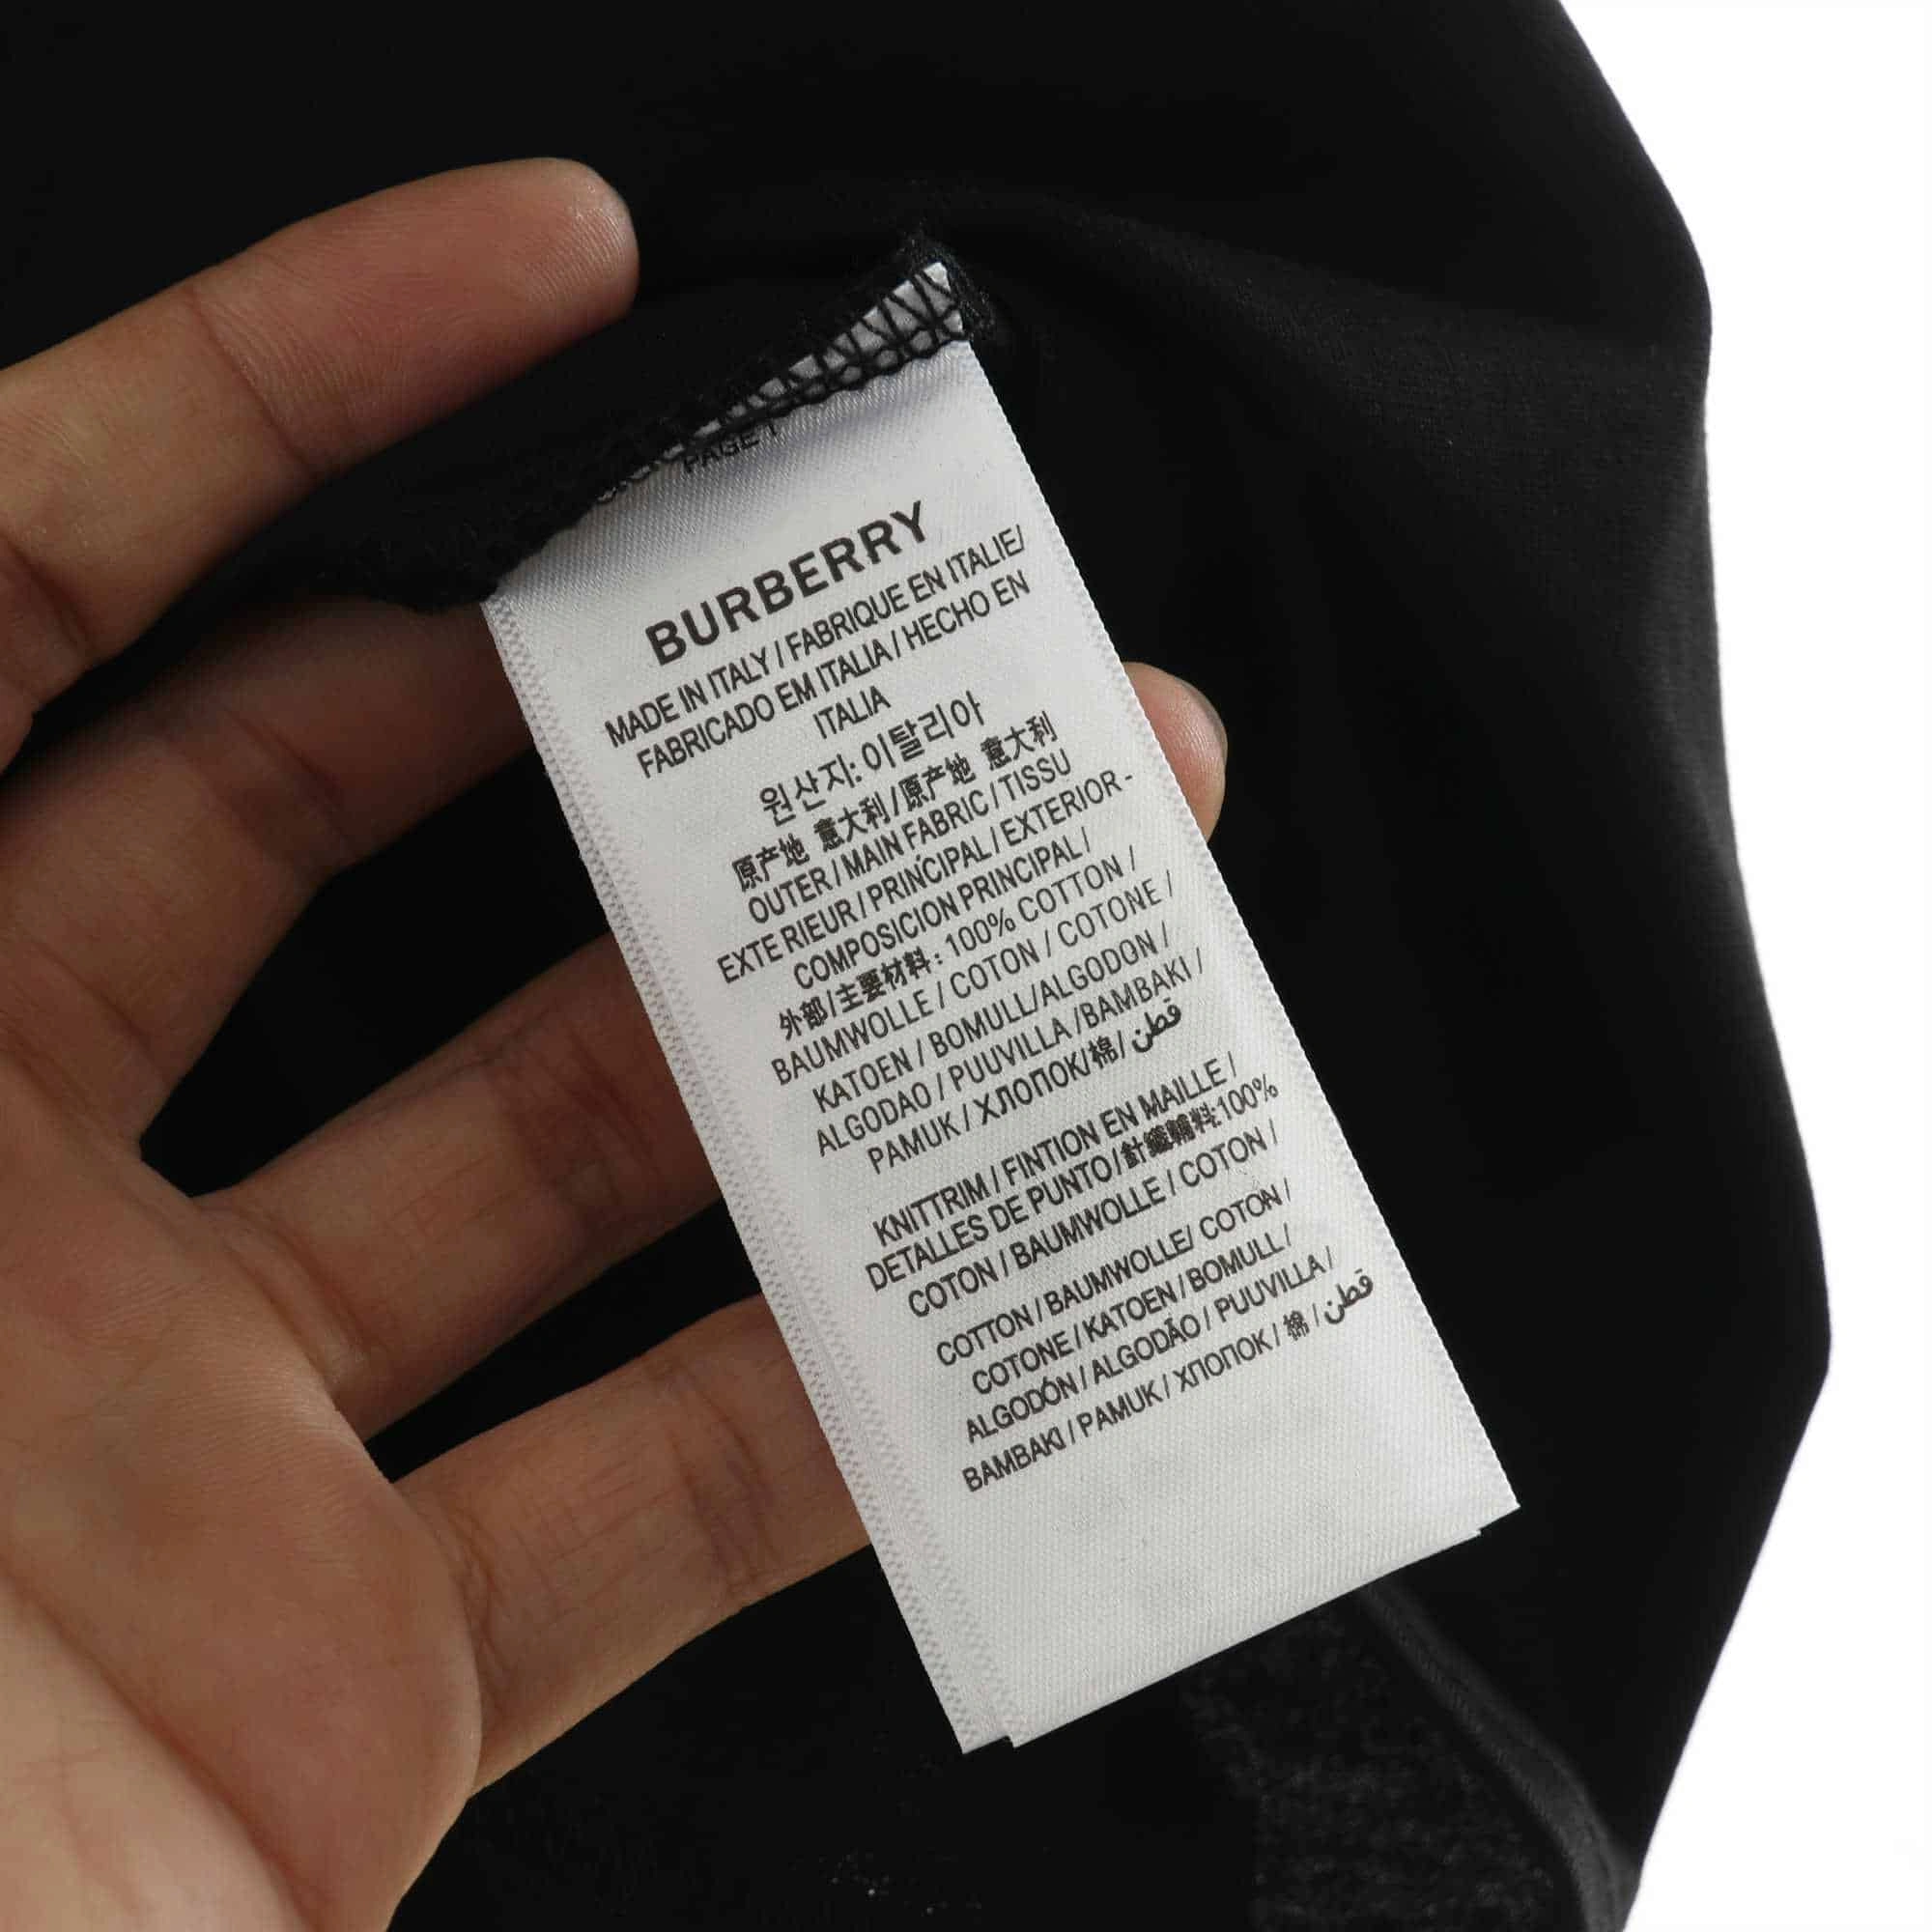 PAGE 1
BURBERRY
MADE IN ITALY / FABRIQUE EN ITALIE/
FABRICADO EM ITALIA / HECHO EN
ITALIA
원산지: 이탈리아
原产地 意大利/原产地 意大利
OUTER / MAIN FABRIC / TISSU
EXTE RIEUR / PRINĆIPAL / EXTERIOR -
COMPOSICION PRINCIPAL /
外部/主要材料: 100% COTTON /
BAUMWOLLE / COTON / COTONE /
KATOEN / BOMULL/ALGODON /
ALGODAO / PUUVILLA /BAMBAKI /
PAMUK / ХЛОПОК/棉/ قطن
KNITTRIM / FINTION EN MAILLE /
DETALLES DE PUNTO/針織輔料:100%
COTON / BAUMWOLLE / COTON /
COTTON / BAUMWOLLE/ COTON /
COTONE / KATOEN / BOMULL /
ALGODÓN / ALGODÃO / PUUVILLA /
BAMBAKI / PAMUK / ХЛОПОК / 棉 / قطن